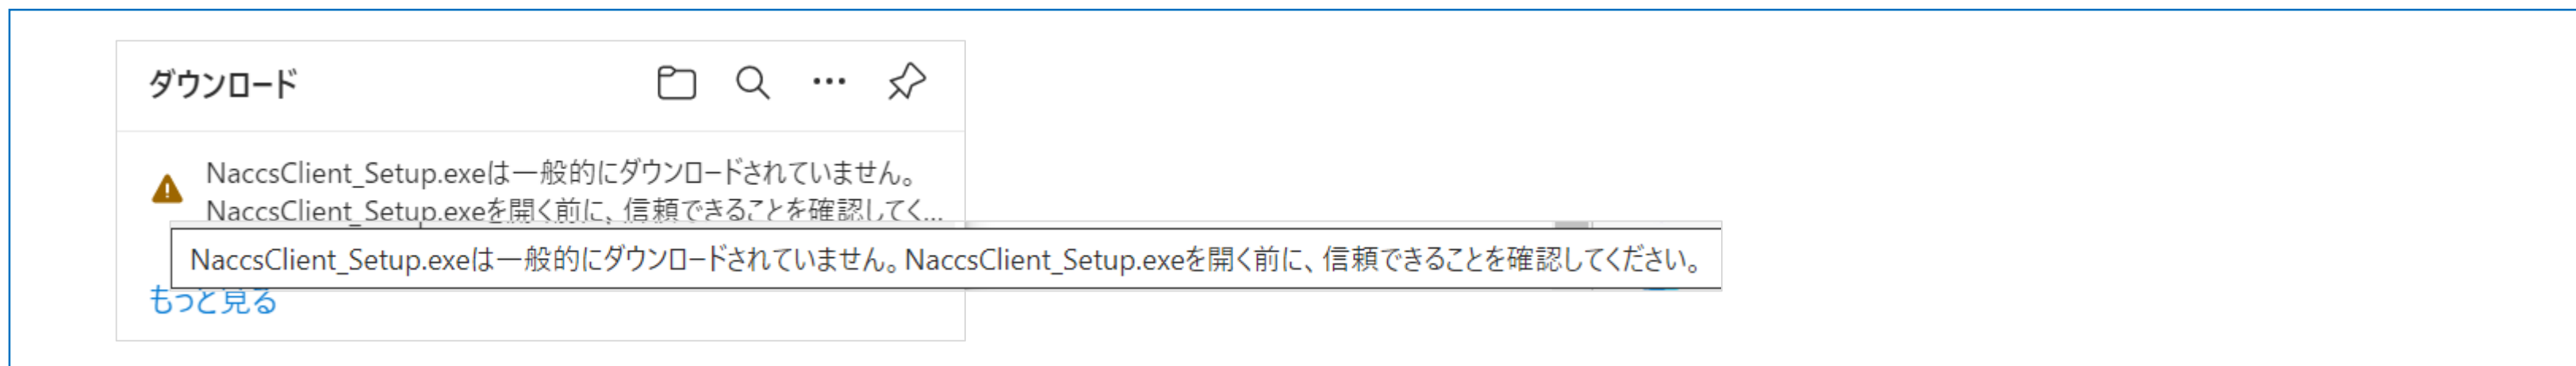 ダウンロード
NaccsClient_Setup.exeは一般的にダウンロードされていません。
NaccsClient_Setup.exeを開く前に、信頼できることを確認してく...
NaccsClient_Setup.exeは一般的にダウンロードされていません。NaccsClient_Setup.exeを開く前に、信頼できることを確認してください。
もっと見る